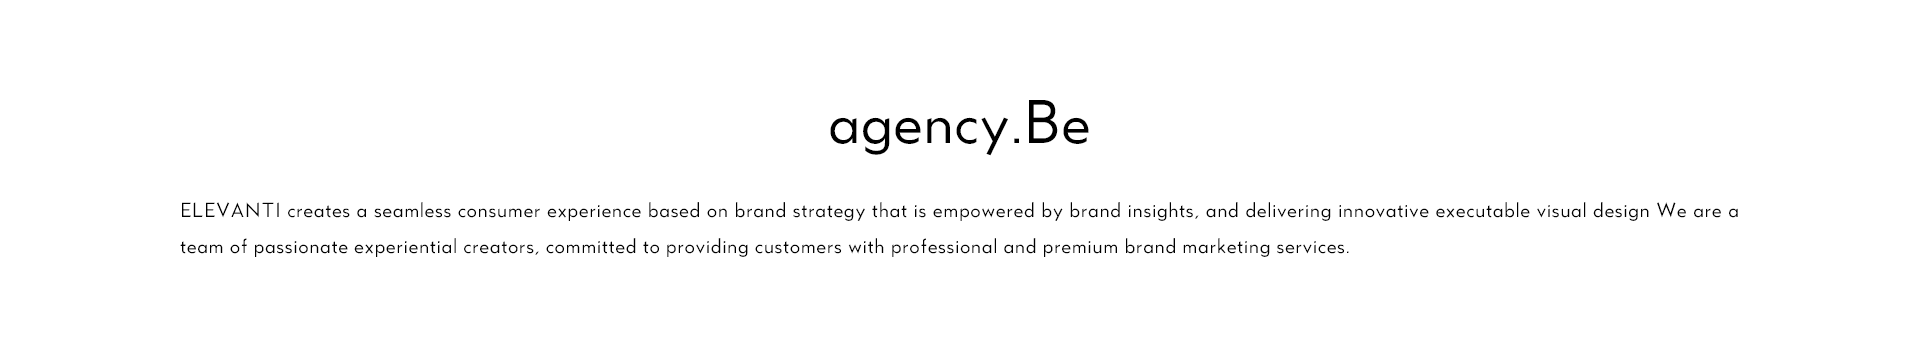 agency.Be
ELEVANTI creates a seamless consumer experience based on brand strategy that is empowered by brand insights, and delivering innovative executable visual design We are a
team of passionate experiential creators, committed to providing customers with professional and premium brand marketing services.